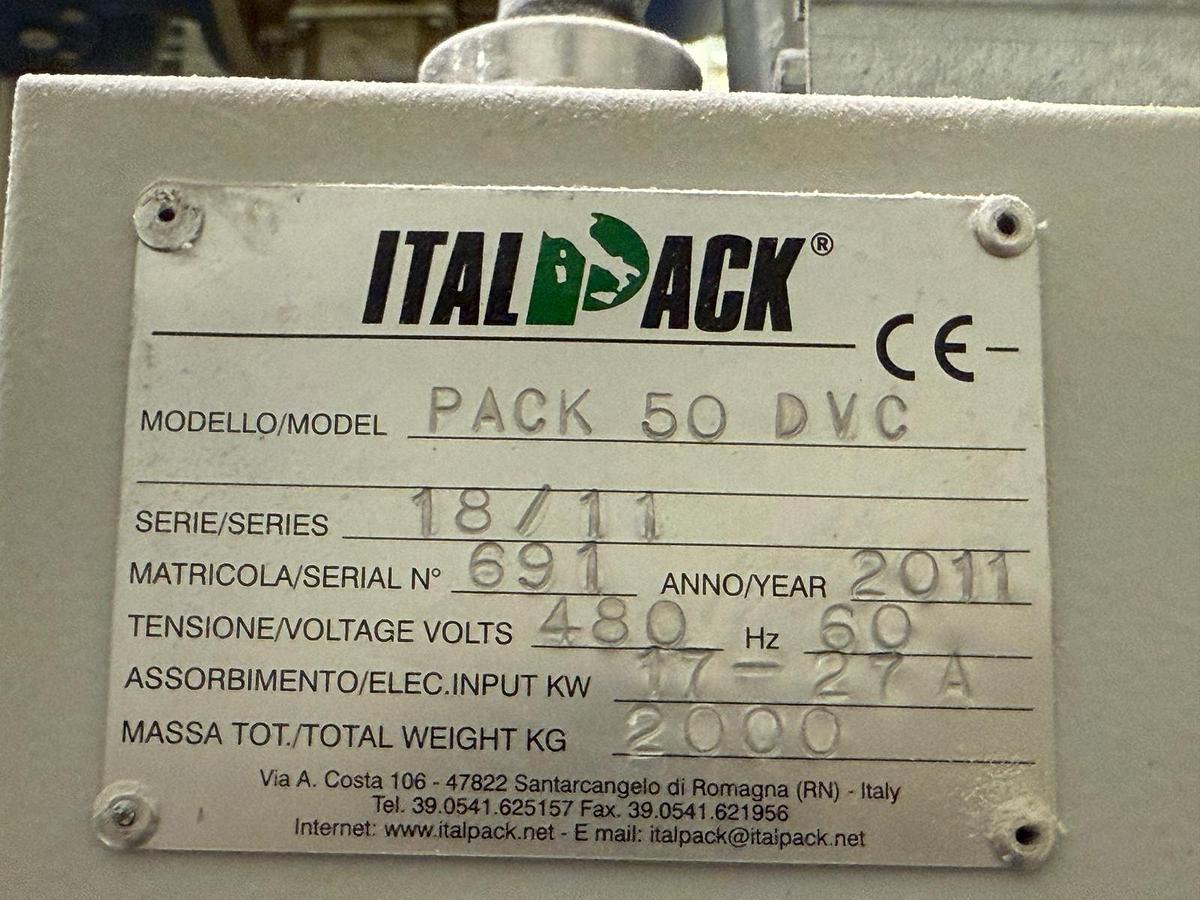 ITALPACK®
CE
MODELLO/MODEL PACK 50 DVC
SERIE/SERIES 18/11
MATRICOLA/SERIAL N° 691 ANNO/YEAR 2011
TENSIONE/VOLTAGE VOLTS 480 Hz 60
ASSORBIMENTO/ELEC.INPUT KW 17-27 A
MASSA TOT./TOTAL WEIGHT KG 2000
Via A. Costa 106 - 47822 Santarcangelo di Romagna (RN) - Italy
Tel. 39.0541.625157 Fax. 39.0541.621956
Internet: www.italpack.net - E mail: italpack@italpack.net